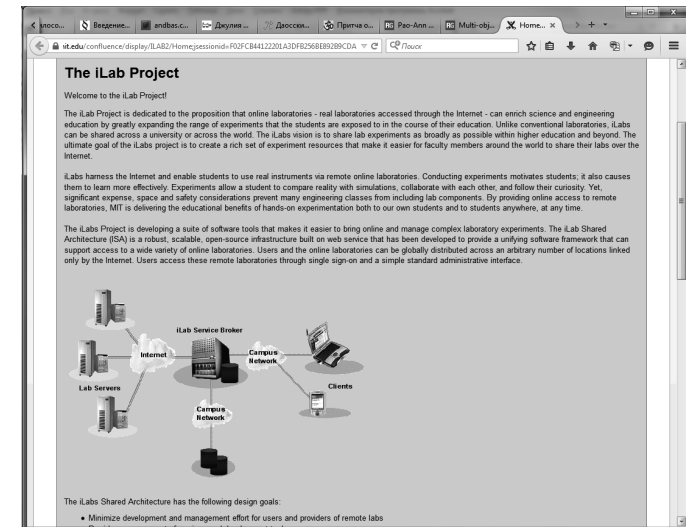 Введение...
andbas.c...
Джулия ...
Даосски...
Притча о...
Pao-Ann ...
Multi-obj...
Home...
sit.edu/confluence/display/ILAB2/Home;jsessionid=F02FCB44122201A3DFB256BE892B9CDA
Поиск
The iLab Project
Welcome to the iLab Project!
The iLab Project is dedicated to the proposition that online laboratories - real laboratories accessed through the Internet - can enrich science and engineering
education by greatly expanding the range of experiments that the students are exposed to in the course of their education. Unlike conventional laboratories, iLabs
can be shared across a university or across the world. The iLabs vision is to share lab experiments as broadly as possible within higher education and beyond. The
ultimate goal of the iLabs project is to create a rich set of experiment resources that make it easier for faculty members around the world to share their labs over the
Internet.
iLabs harness the Internet and enable students to use real instruments via remote online laboratories. Conducting experiments motivates students; it also causes
them to learn more effectively. Experiments allow a student to compare reality with simulations, collaborate with each other, and follow their curiosity. Yet,
significant expense, space and safety considerations prevent many engineering classes from including lab components. By providing online access to remote
laboratories, MIT is delivering the educational benefits of hands-on experimentation both to our own students and to students anywhere, at any time.
The iLabs Project is developing a suite of software tools that makes it easier to bring online and manage complex laboratory experiments. The iLab Shared
Architecture (ISA) is a robust, scalable, open-source infrastructure built on web service that has been developed to provide a unifying software framework that can
support access to a wide variety of online laboratories. Users and the online laboratories can be globally distributed across an arbitrary number of locations linked
only by the Internet. Users access these remote laboratories through single sign-on and a simple standard administrative interface.
iLab Service Broker
Internet
Campus
Network
Lab Servers
Clients
Campus
Network
The iLabs Shared Architecture has the following design goals:
• Minimize development and management effort for users and providers of remote labs